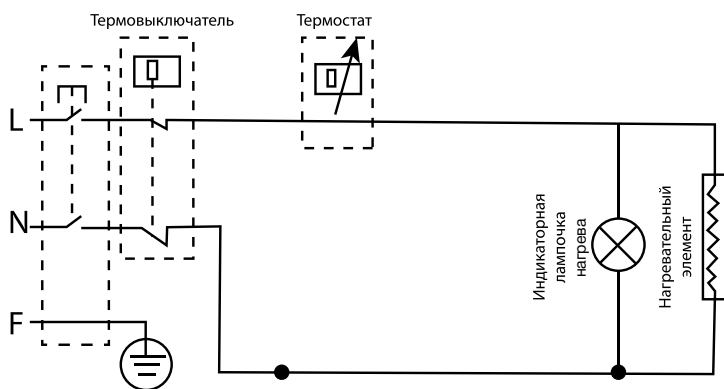 Термовыключатель
Термостат
L
N
F
Индикаторная
лампочка
нагрева
Нагревательный
элемент